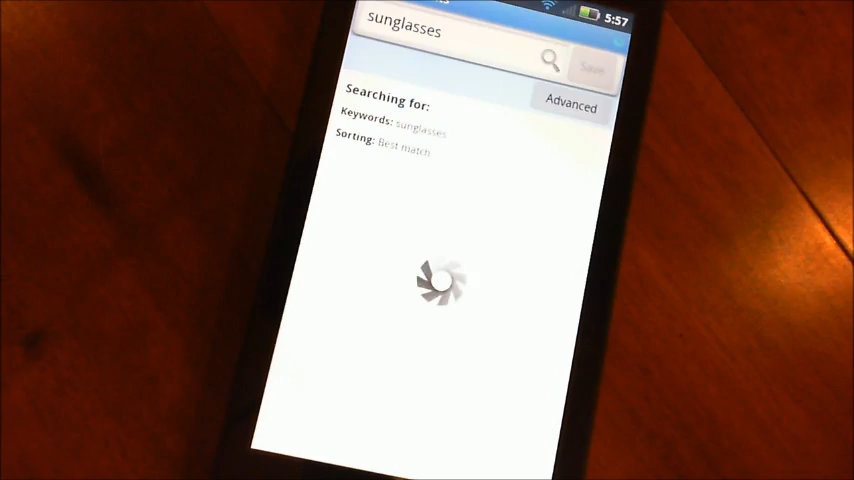 5:57
sunglasses
Save
Advanced
Searching for:
Keywords: sunglasses
Sorting: Best match